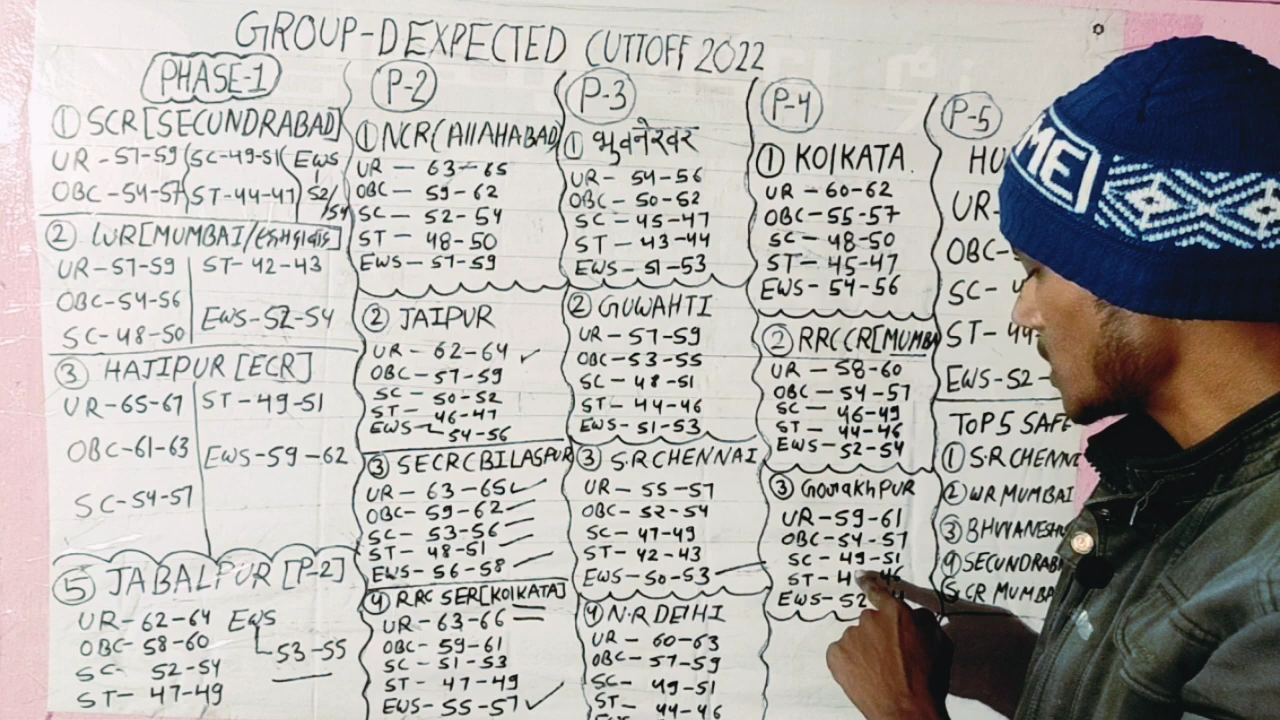 GROUP-D EXPECTED CUTTOFF 2022
PHASE-1
① SCR [SECUNDRABAD]
UR - 57-59 SC-49-51 EWS
OBC - 54-57 ST-44-47 52/54
② WR [MUMBAI/
UR-57-59 ST-42-43
OBC-54-56
EWS-52-54
SC-48-50
③ HAJIPUR [ECR]
UR-65-67 ST-49-51
OBC-61-63 EWS-59-62
SC-54-57
⑤ JABALPUR [P-2]
UR-62-64 EWS
OBC-58-60
53-55
SC- 52-54
ST- 47-49
P-2
① NCR (AllAHABAD)
UR — 63-65
OBC — 59-62
SC — 52-54
ST — 48-50
EWS — 57-59
② JAIPUR
UR — 62-64
OBC — 57-59
SC — 50-52
ST — 46-47
EWS
54-56
③ SECRC BILASPUR
UR — 63-65
OBC — 59-62
SC — 53-56
ST — 48-51
EWS- 56-58
④ RRC SER[KOlKATA]
UR - 63-66
OBC - 59-61
SC - 51-53
ST - 47-49
EWS - 55-57
P-3
① भुवनेश्वर
UR - 54-56
OBC - 50-52
SC - 45-47
ST - 43-44
EWS - 51-53
② GUWAHTI
UR - 57-59
OBC-53-55
SC - 48-51
ST - 44-46
EWS - 51-53
③ S.R CHENNAI
UR — 55-57
OBC - 52-54
SC - 47-49
ST - 42-43
EWS - 50-53
④ N.R DElHI
UR — 60-63
OBC - 57-59
SC- 49-51
ST-
44-46
P-4
① KOlKATA.
UR - 60-62
OBC-55-57
SC - 48-50
ST - 45-47
EWS- 54-56
② RRC CR [MUMBA
UR — 58-60
OBC — 54-57
SC — 46-49
ST — 44-46
EWS - 52-54
③ GorakhPUR
UR-59-61
OBC-54-57
SC - 49-51
ST - 4 46
EWS-52
P-5
HU
UR-
OBC-
SC-
ST- 44
EWS-52 -
TOP 5 SAFE
① S.R CHENN
② WR MUMBAI
③ BHUVANESH
④ SECUNDRAB
5 CR MUMBA
ME